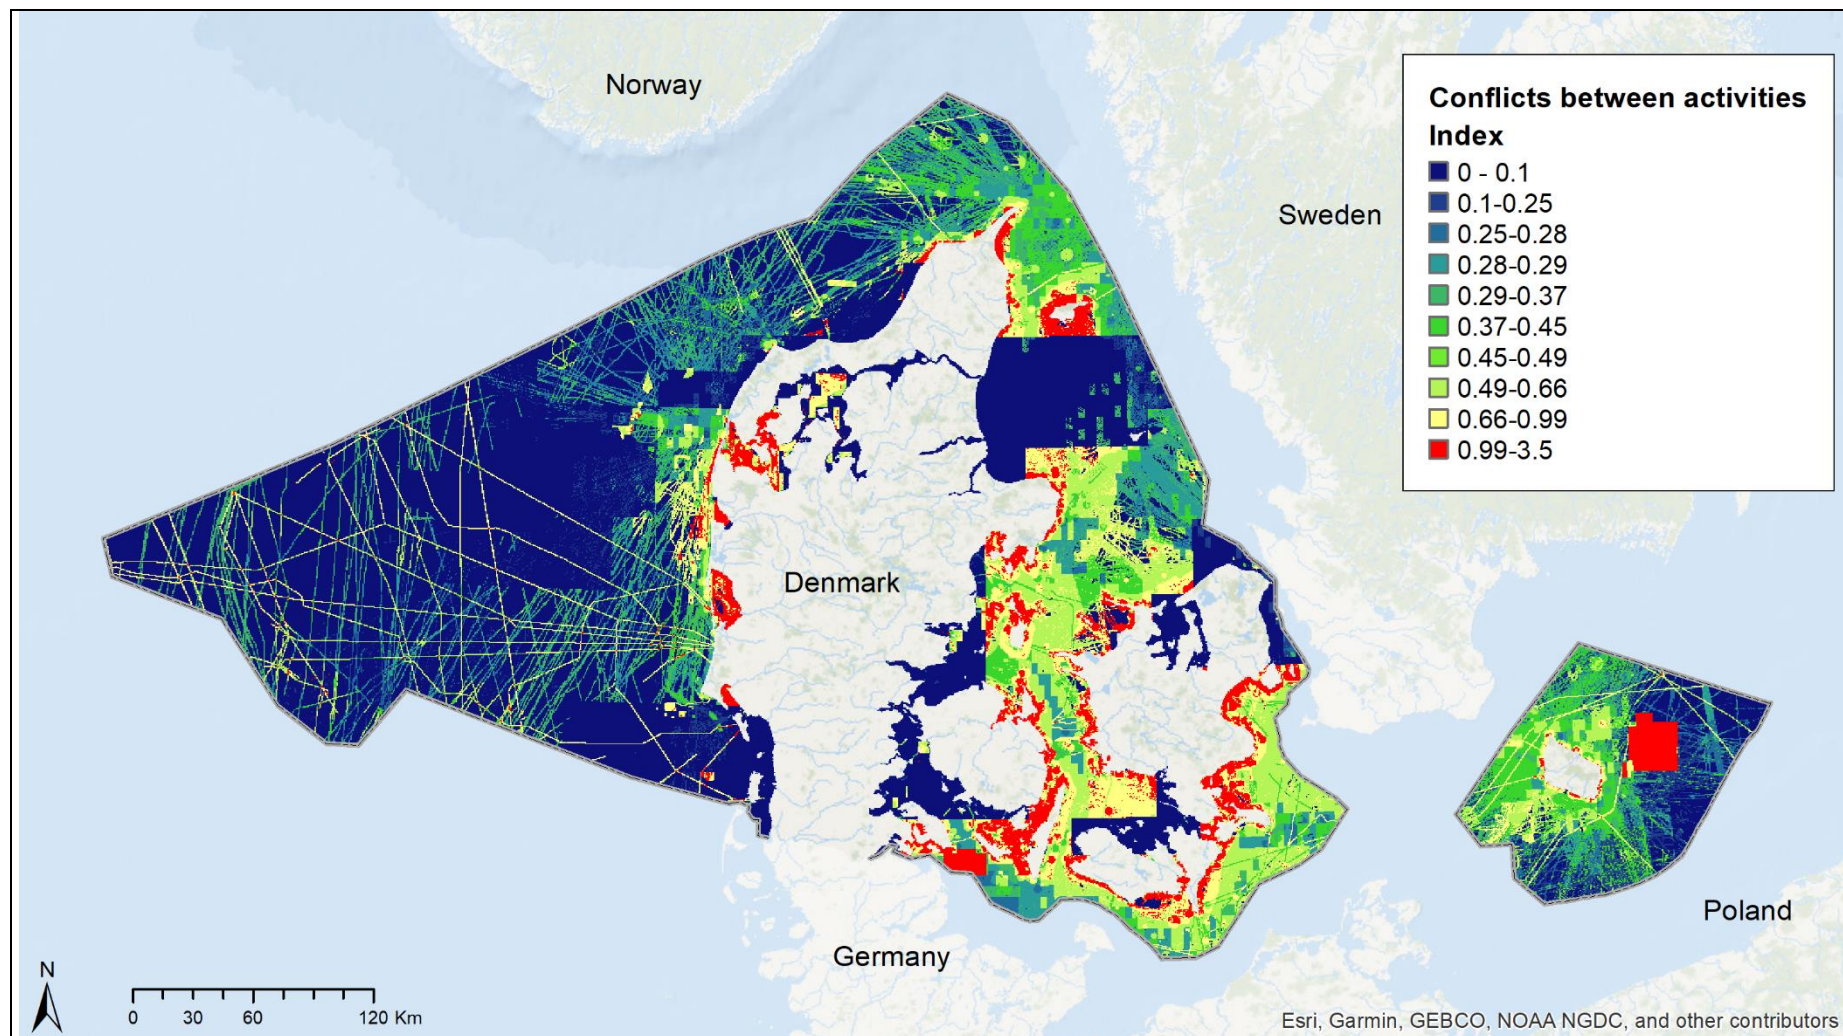 Norway
Conflicts between activities
Index
0 - 0.1
0.1-0.25
0.25-0.28
0.28-0.29
0.29-0.37
0.37-0.45
0.45-0.49
0.49-0.66
0.66-0.99
0.99-3.5
Sweden
Denmark
Poland
Germany
N
0 30 60 120 Km
Esri, Garmin, GEBCO, NOAA NGDC, and other contributors